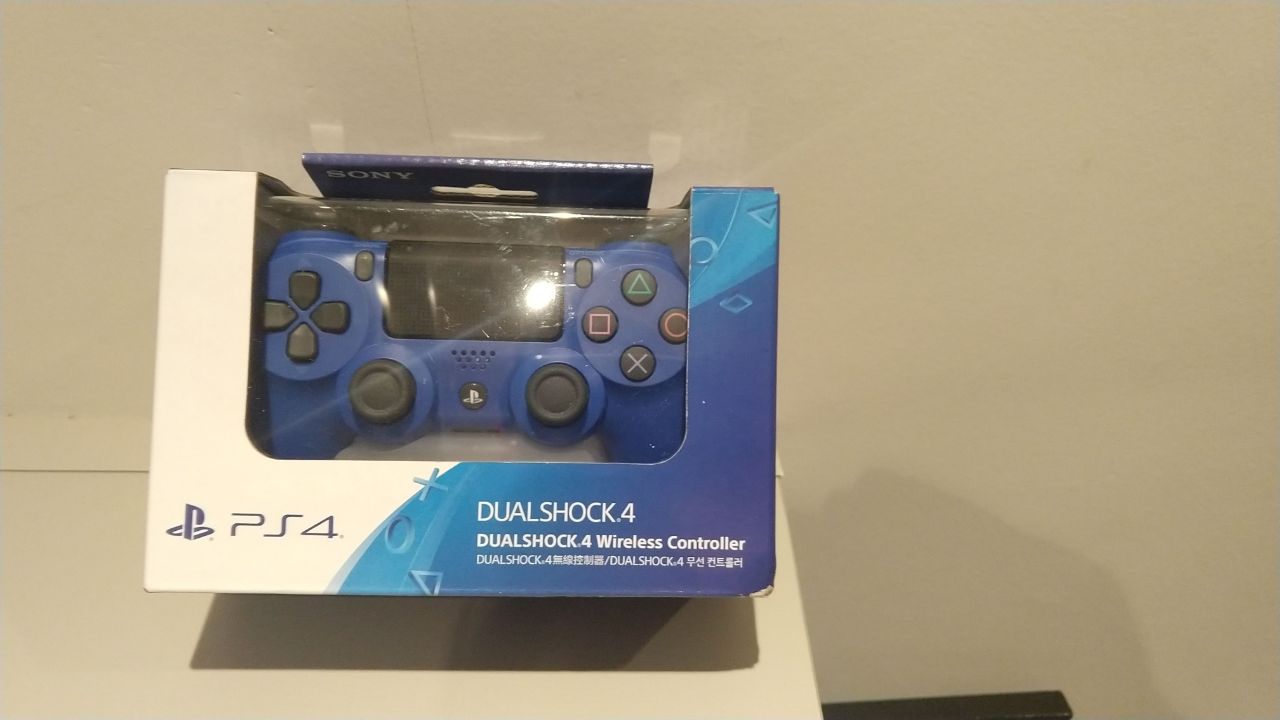 SONY
PS4
DUALSHOCK®4
DUALSHOCK®4 Wireless Controller
DUALSHOCK®4無線控制器/DUALSHOCK®4 무선 컨트롤러